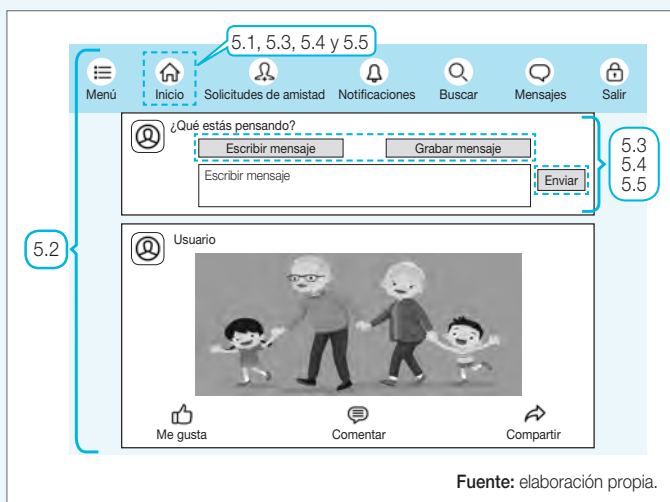 5.1, 5.3, 5.4 y 5.5
Menú Inicio Solicitudes de amistad Notificaciones Buscar Mensajes Salir
¿Qué estás pensando?
Escribir mensaje Grabar mensaje
Escribir mensaje
Enviar
5.3
5.4
5.5
5.2
Usuario
Me gusta Comentar Compartir
Fuente: elaboración propia.